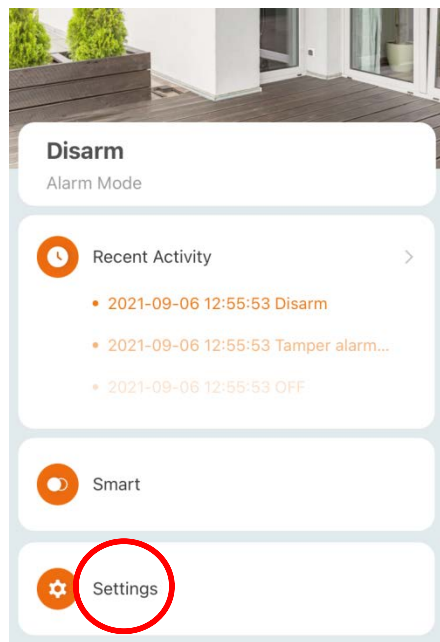 Disarm
Alarm Mode
Recent Activity
• 2021-09-06 12:55:53 Disarm
• 2021-09-06 12:55:53 Tamper alarm...
• 2021-09-06 12:55:53 OFF
Smart
Settings